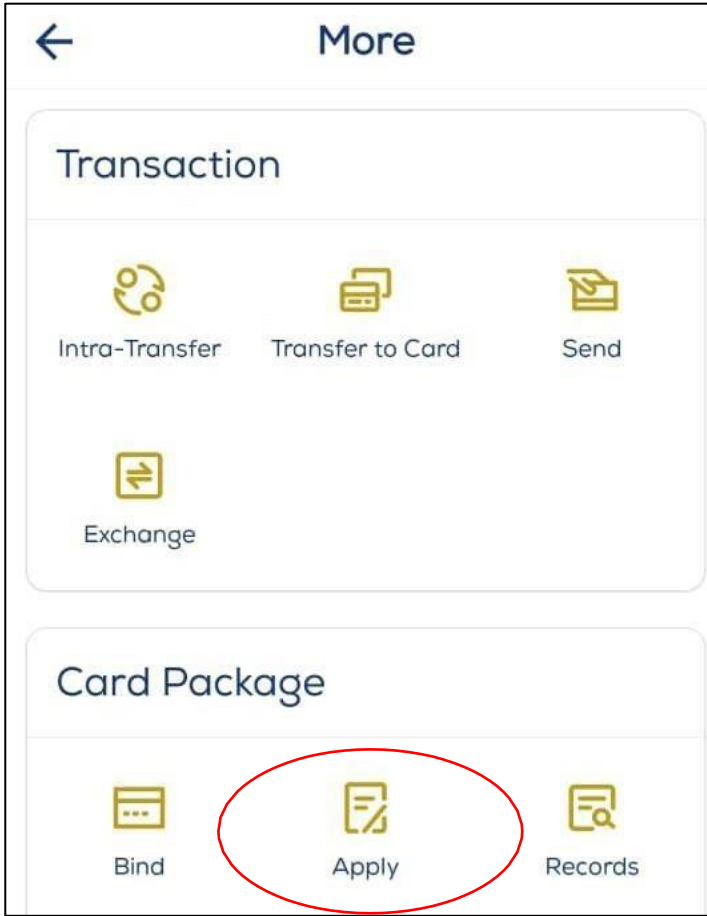 More
Transaction
Intra-Transfer Transfer to Card Send
Exchange
Card Package
Bind Apply Records